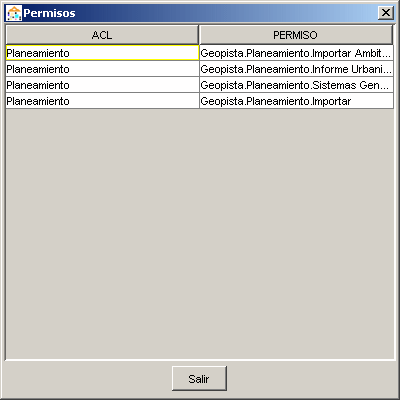 Permisos
ACL PERMISO
Planeamiento Geopista.Planeamiento.Importar Ambit...
Planeamiento Geopista.Planeamiento.Informe Urbani...
Planeamiento Geopista.Planeamiento.Sistemas Gen...
Planeamiento Geopista.Planeamiento.Importar
Salir